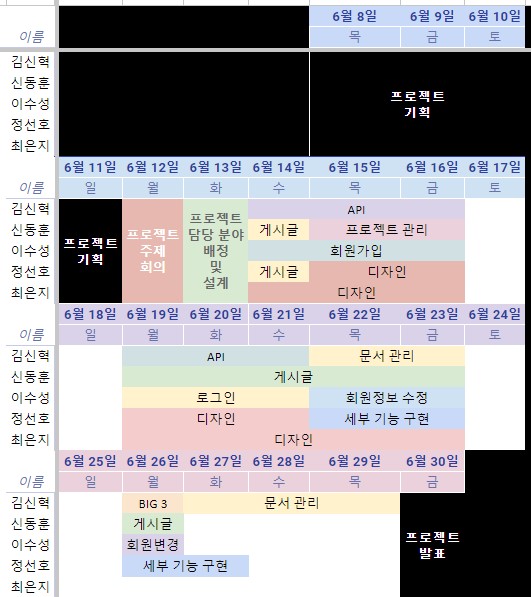 6월 8일 6월 9일 6월 10일
이름 목 금 토
김신혁
신동훈
이수성
정선호
최은지
프로젝트
기획
6월 11일 6월 12일 6월 13일 6월 14일 6월 15일 6월 16일 6월 17일
이름 일 월 화 수 목 금 토
김신혁 API
신동훈 게시글 프로젝트 관리
이수성 회원가입
정선호 게시글 디자인
최은지 디자인
프로젝트
기획
프로젝트
주제
회의
프로젝트
담당 분야
배정
및
설계
6월 18일 6월 19일 6월 20일 6월 21일 6월 22일 6월 23일 6월 24일
이름 일 월 화 수 목 금 토
김신혁 API 문서 관리
신동훈 게시글
이수성 로그인 회원정보 수정
정선호 디자인 세부 기능 구현
최은지 디자인
6월 25일 6월 26일 6월 27일 6월 28일 6월 29일 6월 30일
이름 일 월 화 수 목 금
김신혁 BIG 3 문서 관리
신동훈 게시글
이수성 회원변경
정선호 세부 기능 구현
최은지
프로젝트
발표